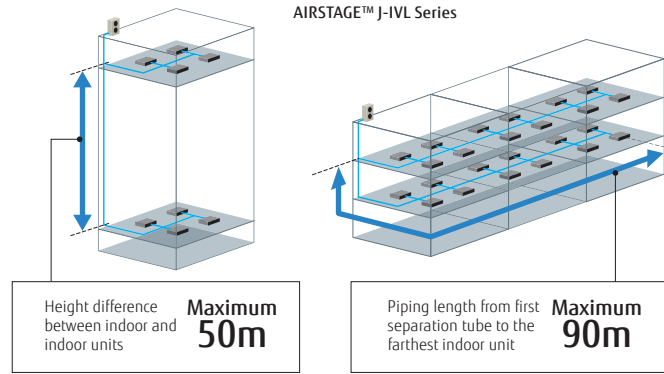 AIRSTAGE™ J-IVL Series
Height difference
between indoor and
indoor units
Maximum
50m
Piping length from first
separation tube to the
farthest indoor unit
Maximum
90m